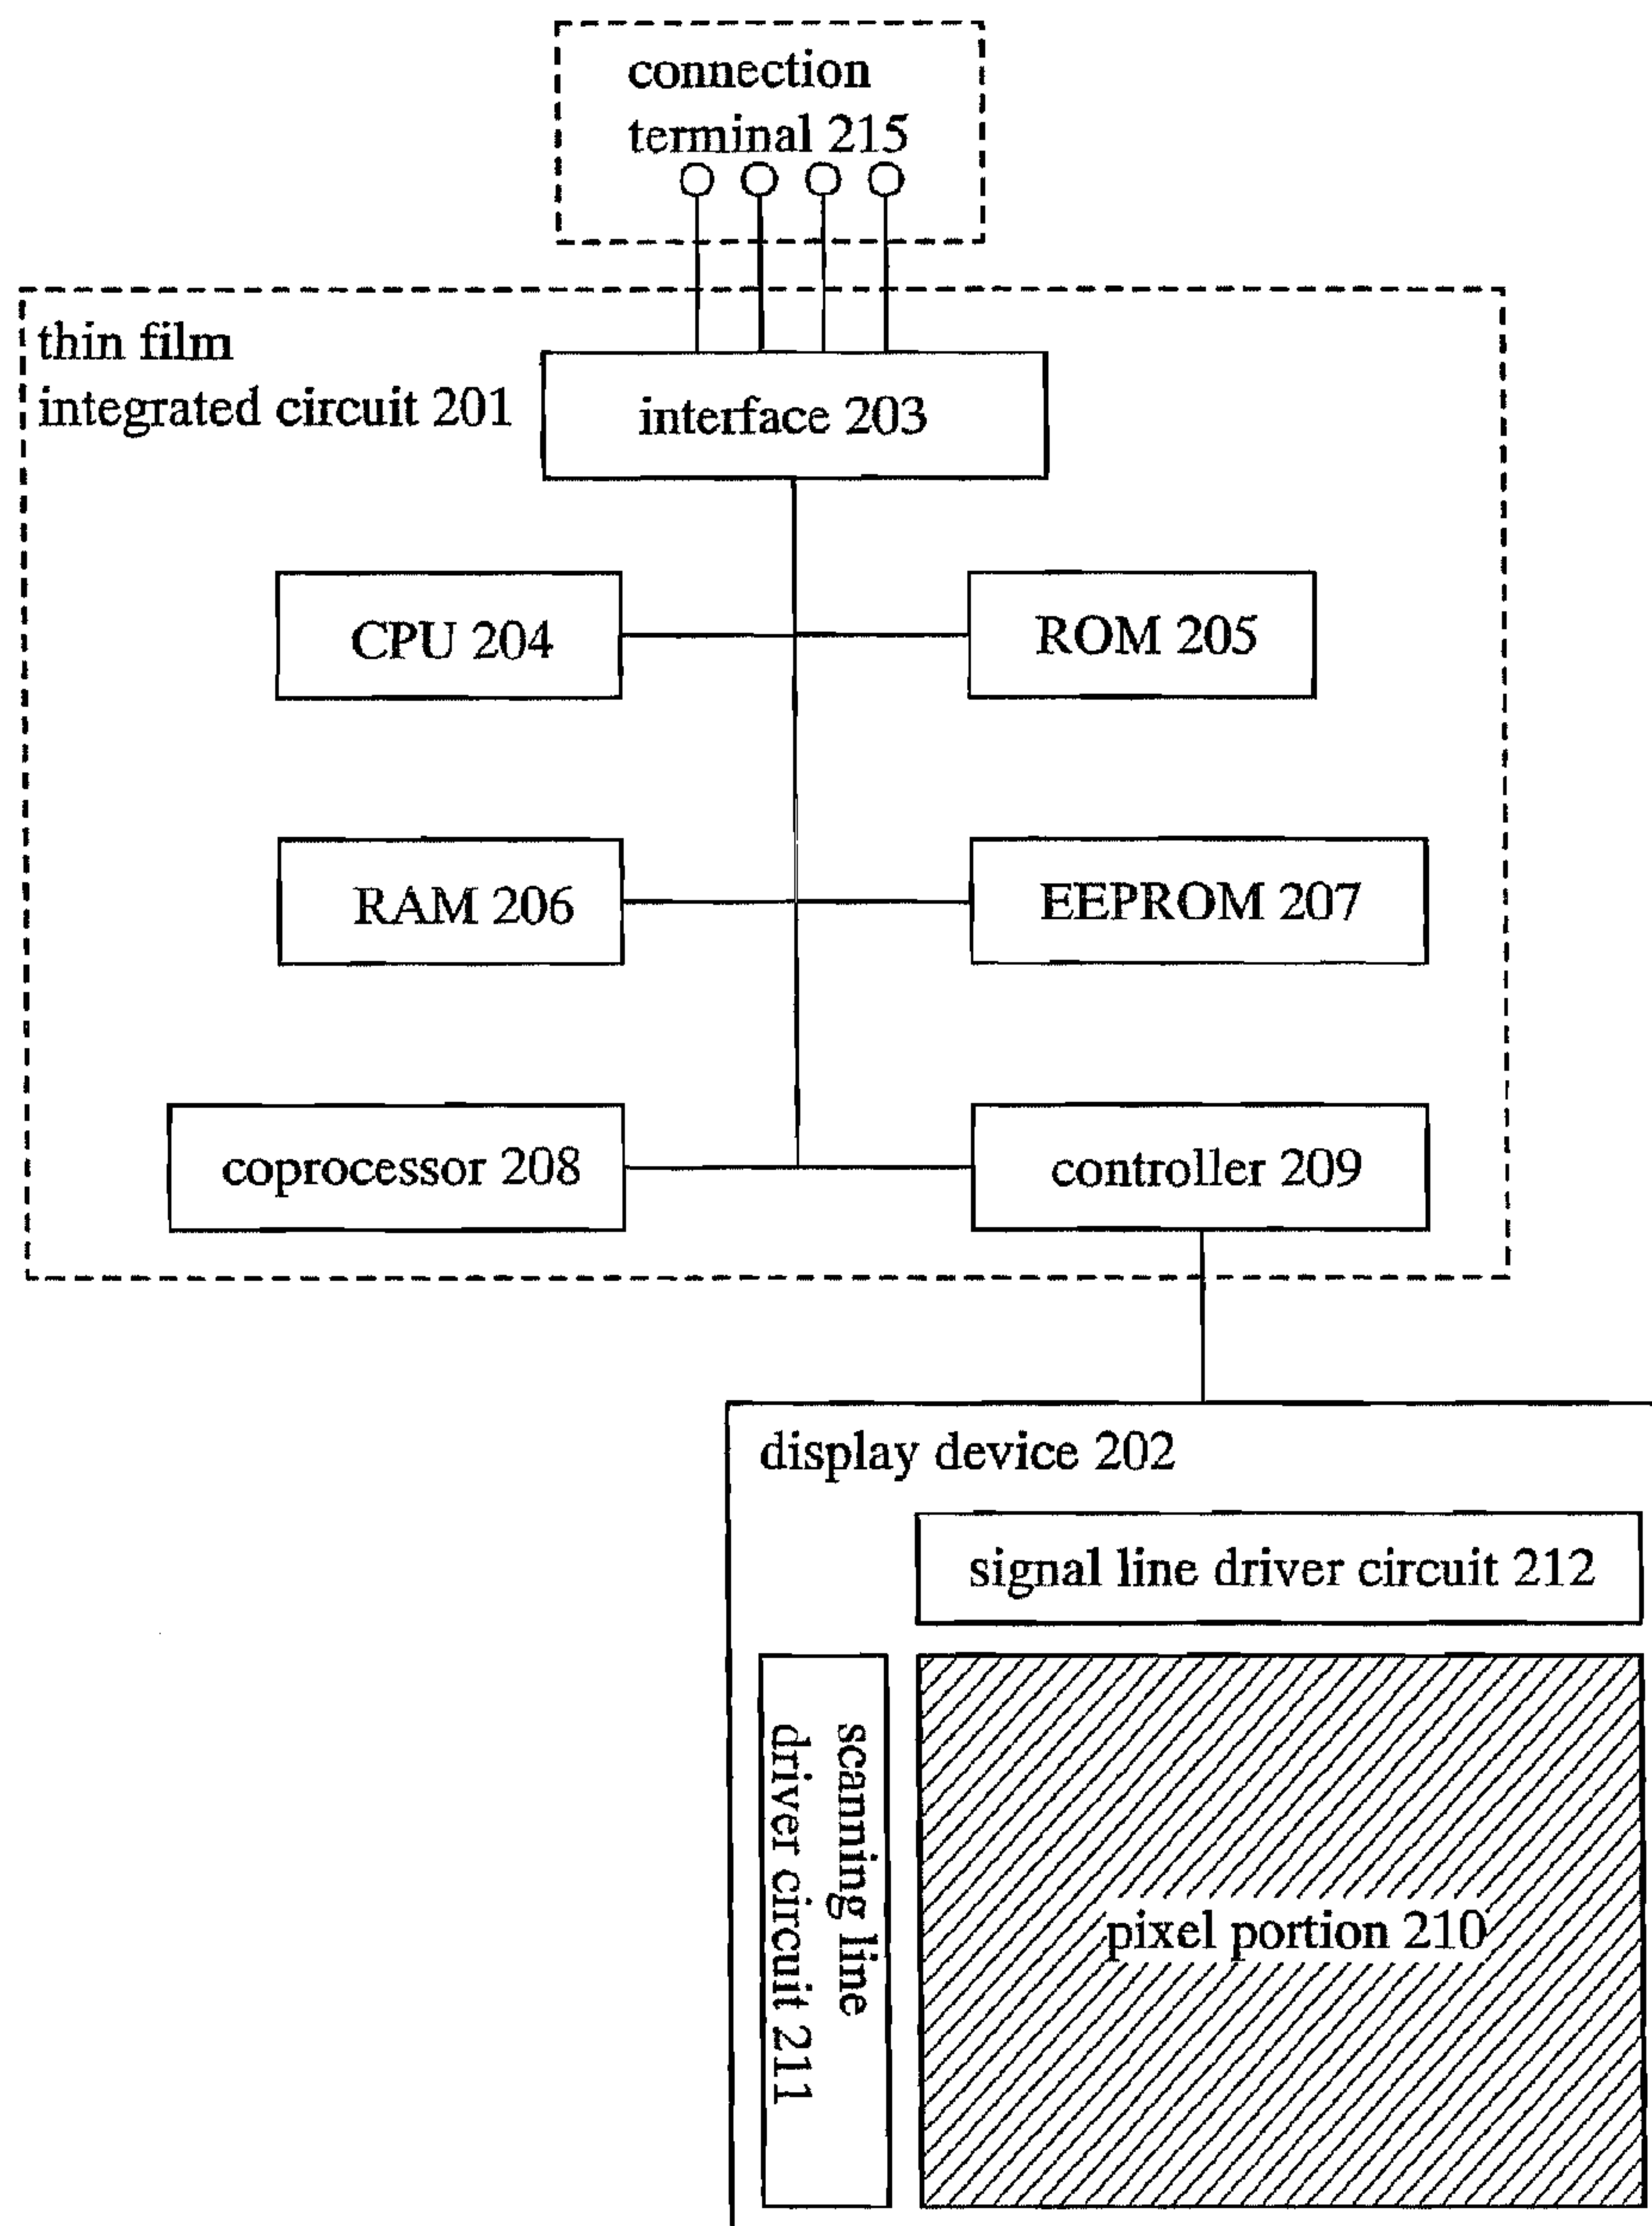 connection
terminal 215
thin film
integrated circuit 201
interface 203
CPU 204
ROM 205
RAM 206
EEPROM 207
coprocessor 208
controller 209
display device 202
signal line driver circuit 212
scanning line
driver circuit 211
pixel portion 210